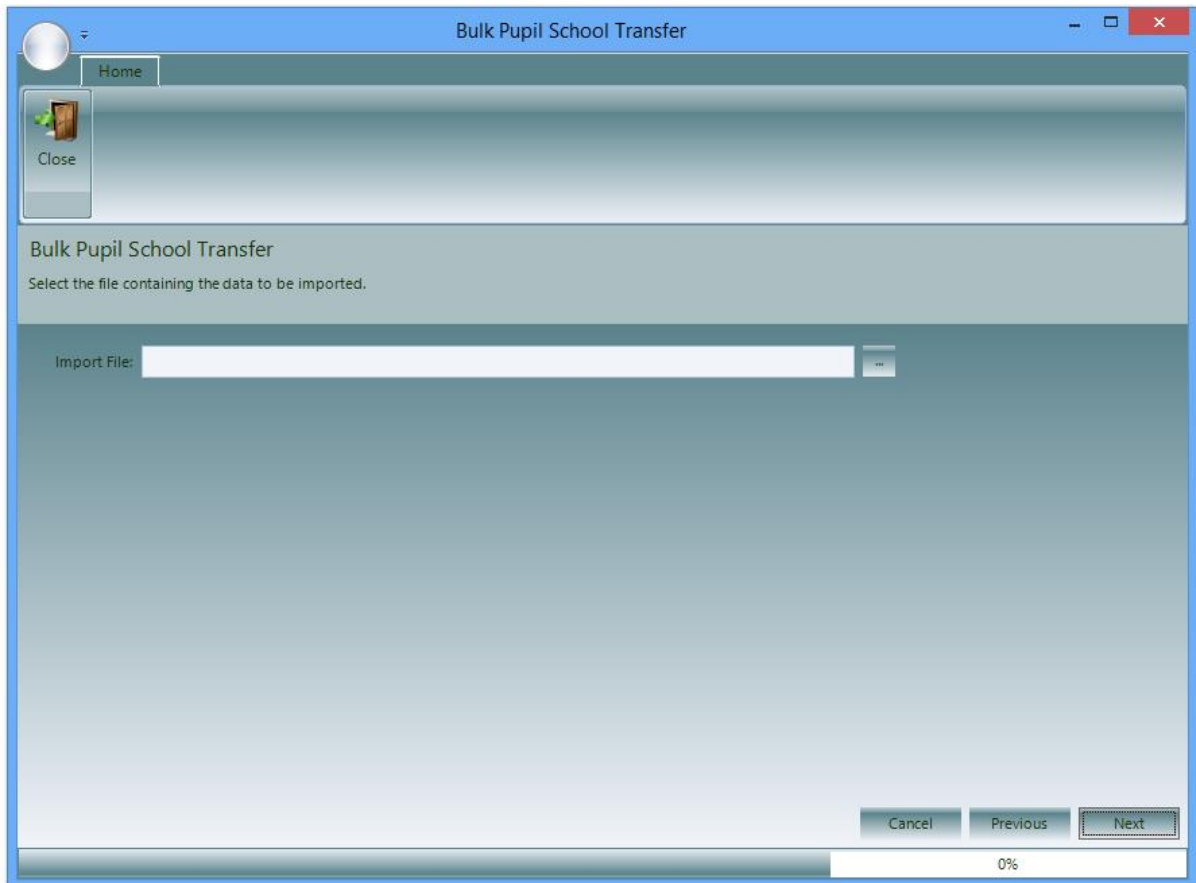 Bulk Pupil School Transfer
Home
Close
Bulk Pupil School Transfer
Select the file containing the data to be imported.
Import File:
...
Cancel Previous Next
0%